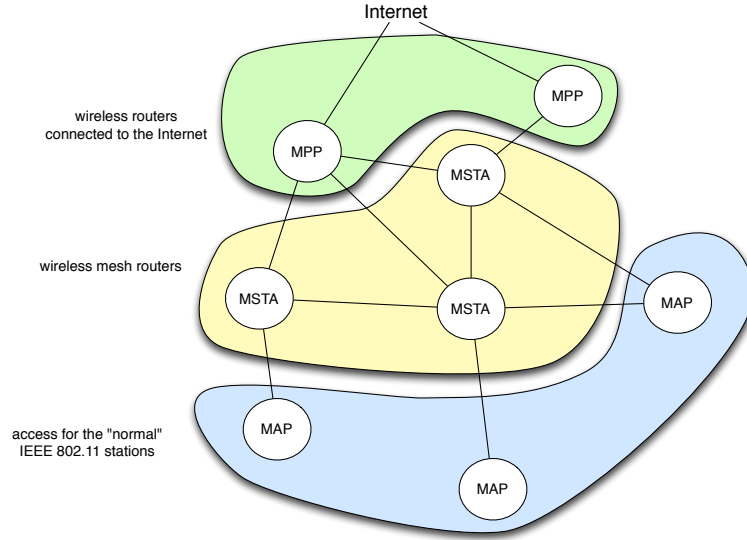 Internet
MPP
wireless routers
connected to the Internet
MPP
MSTA
wireless mesh routers
MSTA
MSTA
MAP
access for the "normal"
IEEE 802.11 stations
MAP
MAP